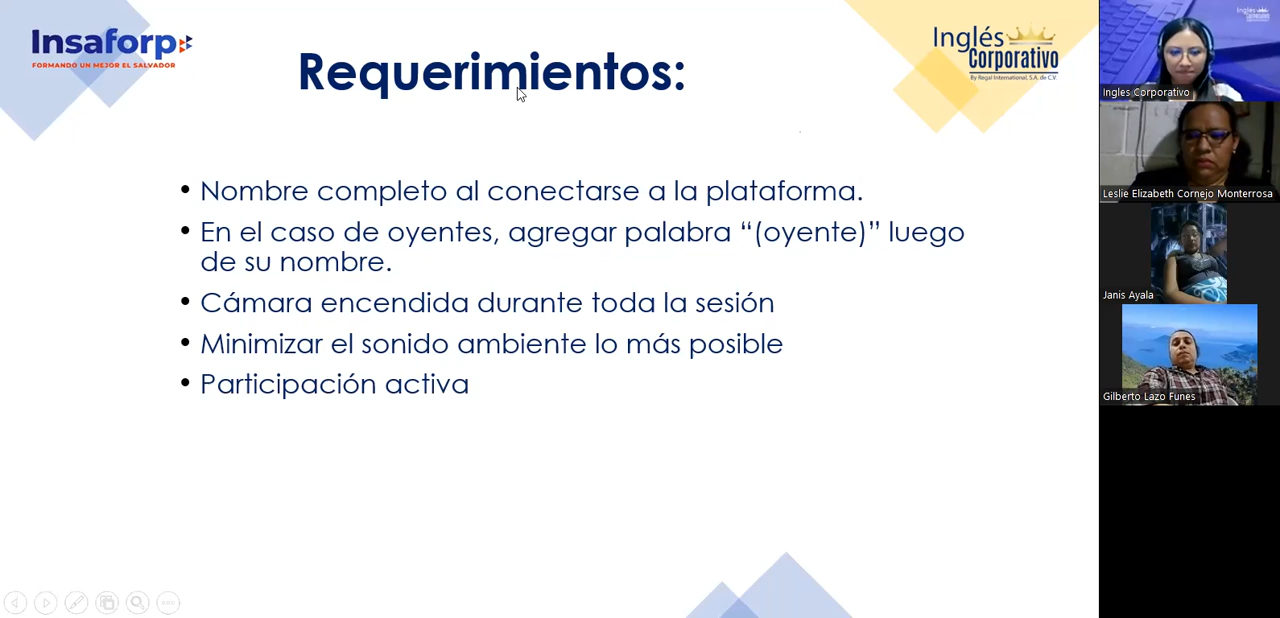 Insaforp
FORMANDO UN MEJOR EL SALVADOR
Requerimientos:
Inglés
Corporativo
By Regal International, S.A. de C.V.
• Nombre completo al conectarse a la plataforma.
• En el caso de oyentes, agregar palabra “(oyente)” luego
de su nombre.
• Cámara encendida durante toda la sesión
• Minimizar el sonido ambiente lo más posible
• Participación activa
Inglés
Corporativo
Ingles Corporativo
Leslie Elizabeth Cornejo Monterrosa
Janis Ayala
Gilberto Lazo Funes